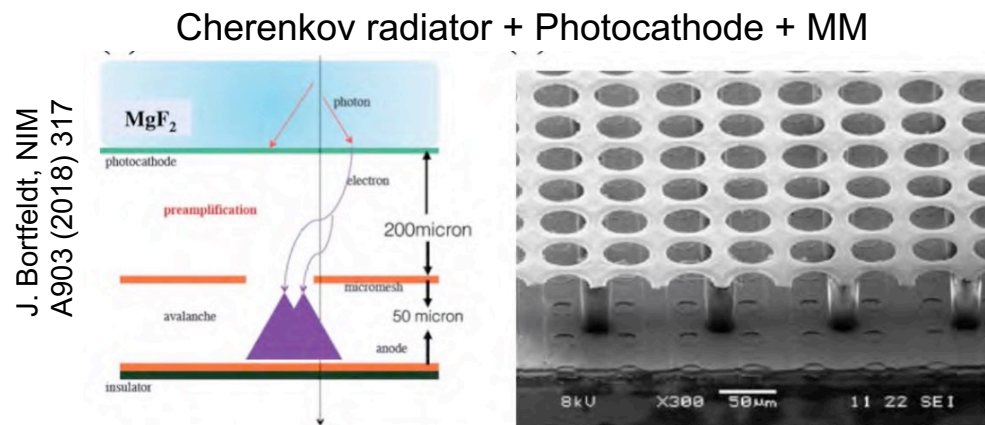 Cherenkov radiator + Photocathode + MM
J. Bortfeldt, NIM
A903 (2018) 317
photon
MgF₂
photocathode
electron
preamplification
200micron
micromesh
avalanche
50 micron
anode
insulator
8kV X300 50µm 11 22 SEI